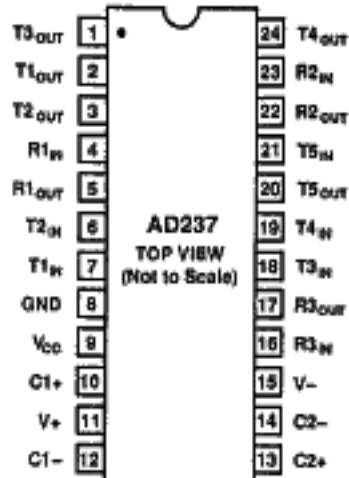 T3OUT 1 24 T4OUT
T1OUT 2 23 R2IN
T2OUT 3 22 R2OUT
R1IN 4 21 T5IN
R1OUT 5 20 T5OUT
T2IN 6 AD237 19 T4IN
T1IN 7 TOP VIEW 18 T3IN
(Not to Scale)
GND 8 17 R3OUT
VCC 9 16 R3IN
C1+ 10 15 V–
V+ 11 14 C2–
C1– 12 13 C2+